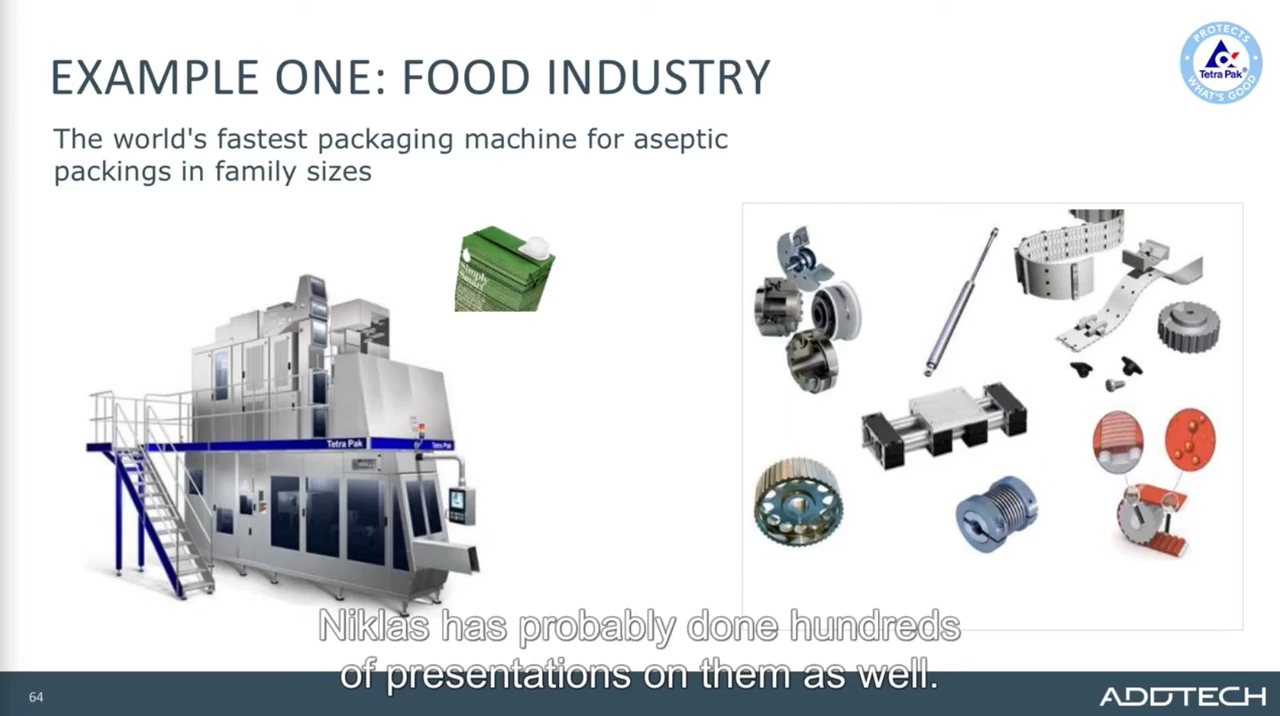 EXAMPLE ONE: FOOD INDUSTRY
PROTECTS
Tetra Pak®
WHAT'S GOOD
The world's fastest packaging machine for aseptic
packings in family sizes
Simply
Tetra Pak
Tetra Pak
Niklas has probably done hundreds
of presentations on them as well.
64
ADDTECH